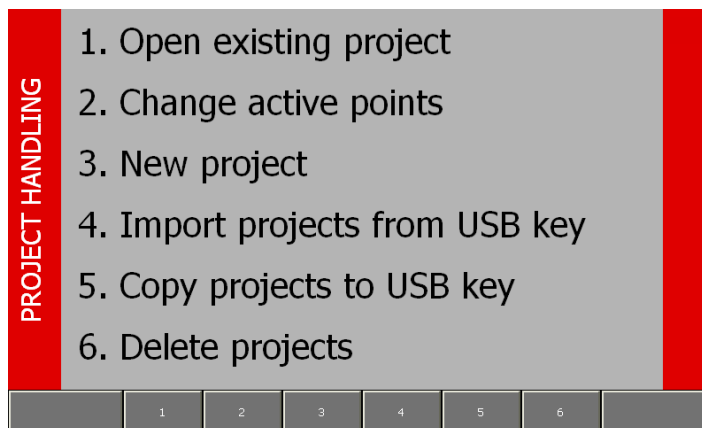 PROJECT HANDLING
1. Open existing project
2. Change active points
3. New project
4. Import projects from USB key
5. Copy projects to USB key
6. Delete projects
1 2 3 4 5 6